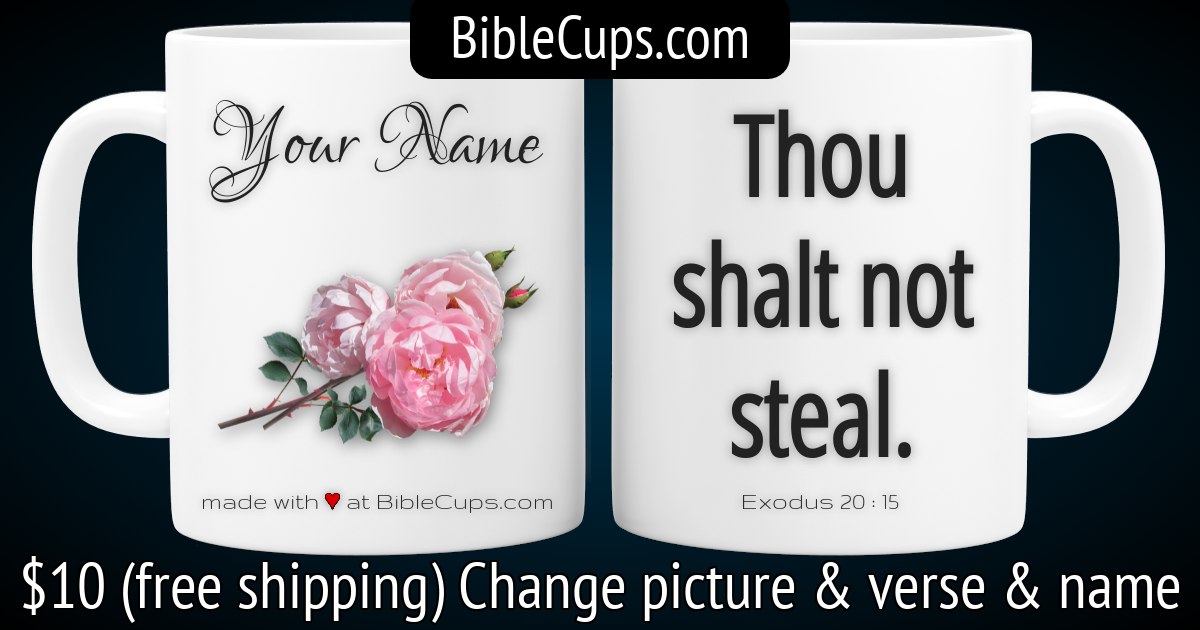 BibleCups.com
Your Name
made with ❤ at BibleCups.com
Thou
shalt not
steal.
Exodus 20 : 15
$10 (free shipping) Change picture & verse & name